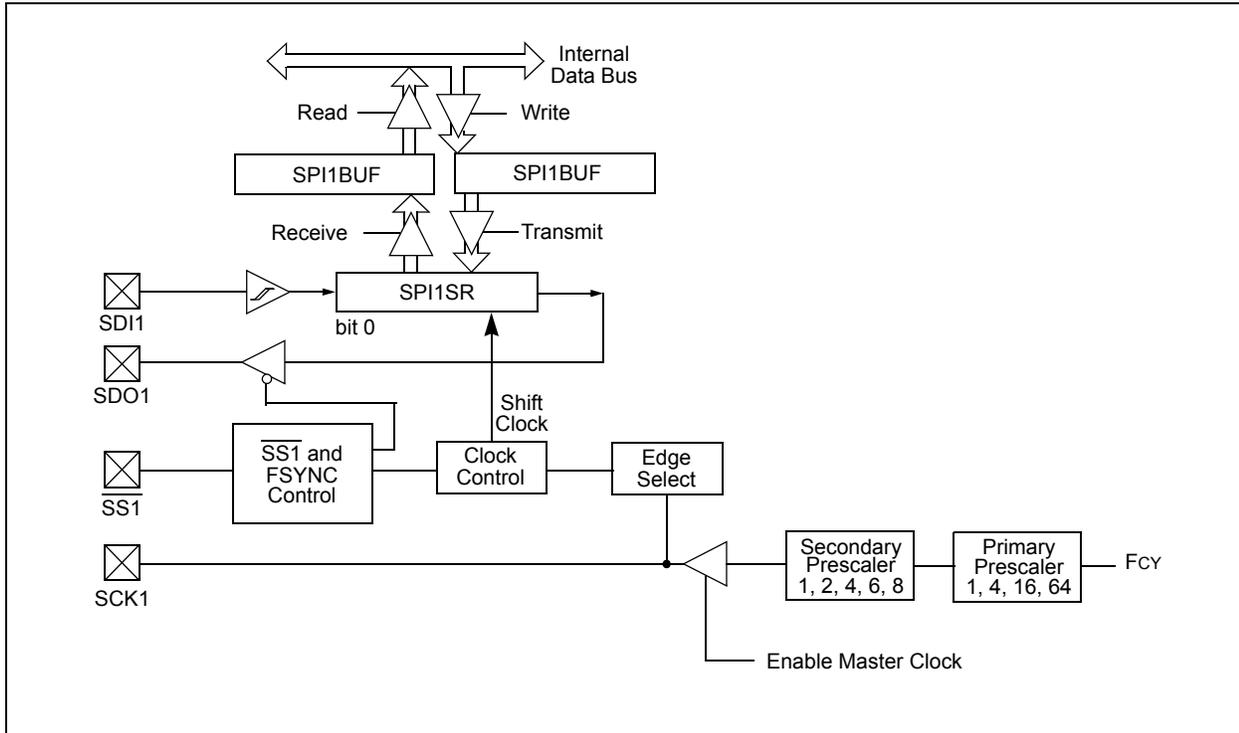 Internal
Data Bus
Read
Write
SPI1BUF
SPI1BUF
Receive
Transmit
SDI1
SPI1SR
bit 0
SDO1
Shift
Clock
SS1
SS1 and
FSYNC
Control
Clock
Control
Edge
Select
SCK1
Secondary
Prescaler
1, 2, 4, 6, 8
Primary
Prescaler
1, 4, 16, 64
FCY
Enable Master Clock